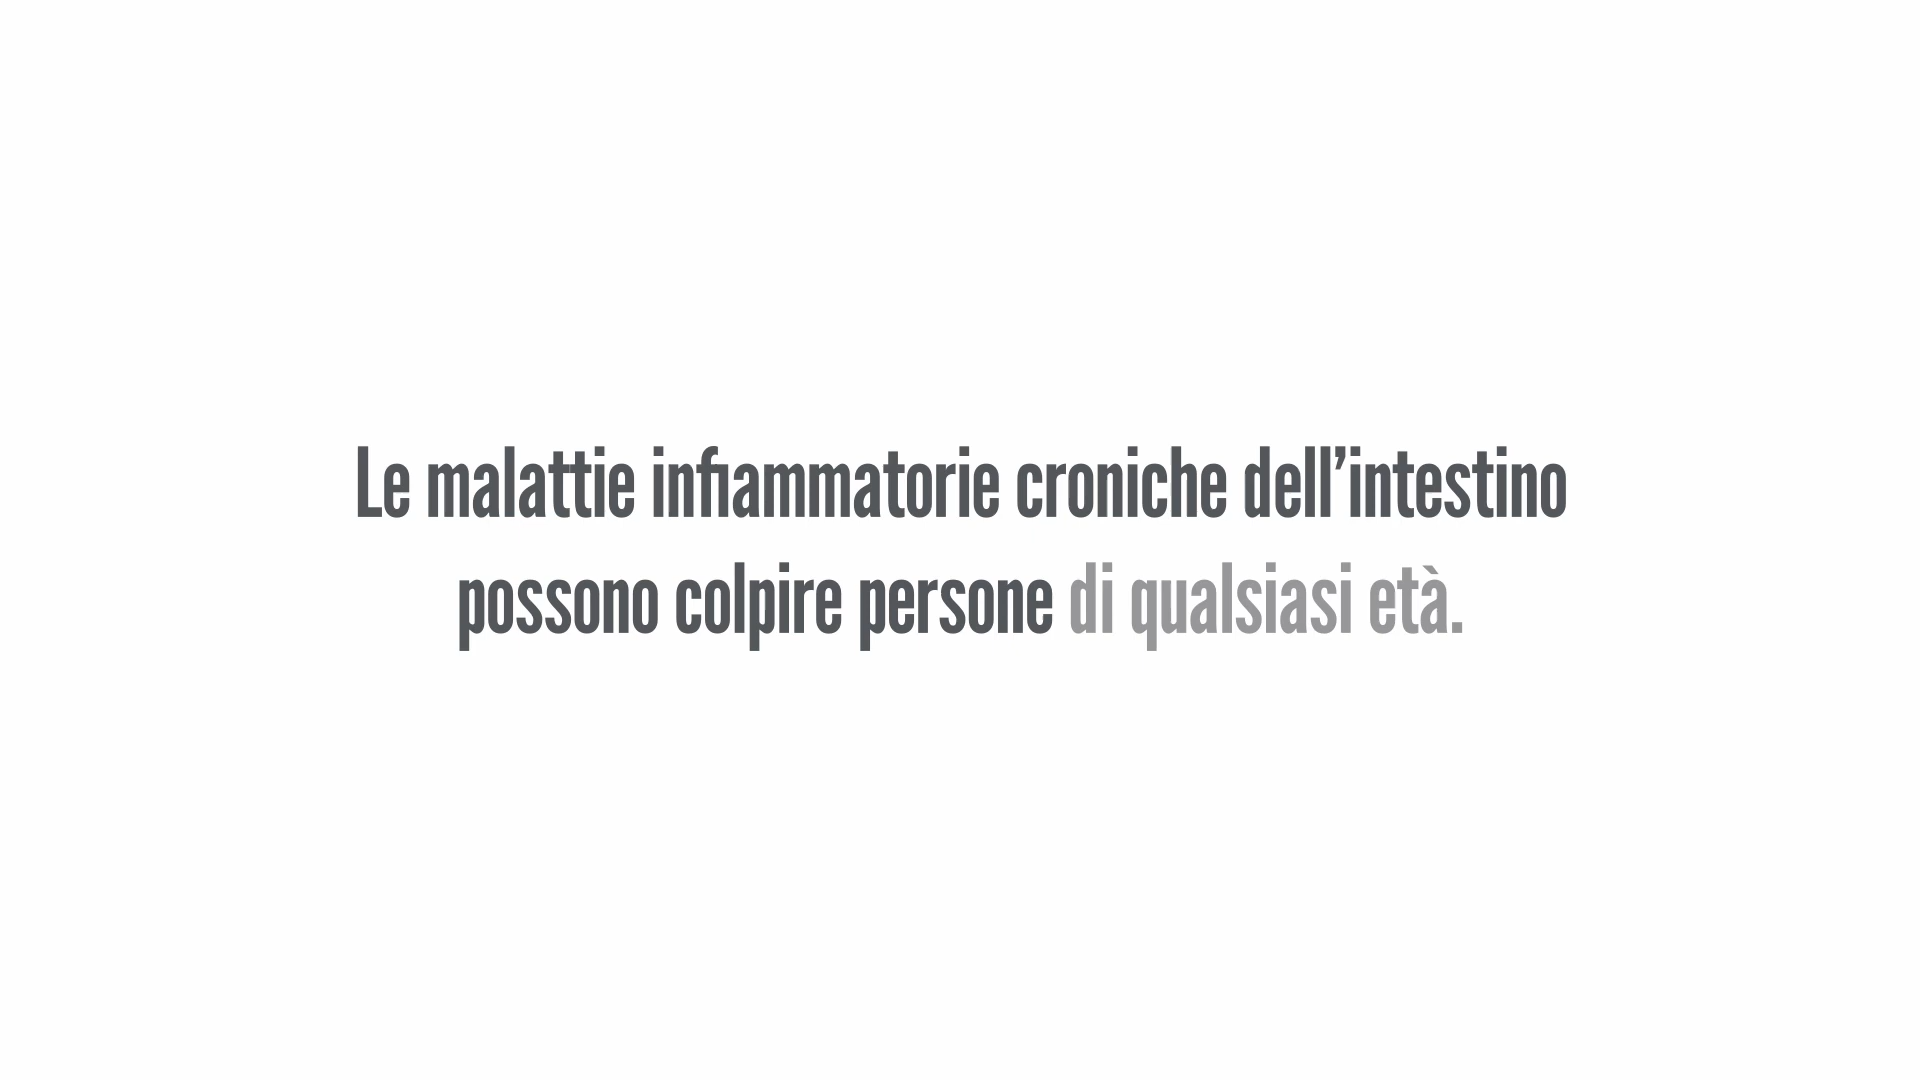 Le malattie infiammatorie croniche dell’intestino
possono colpire persone di qualsiasi età.